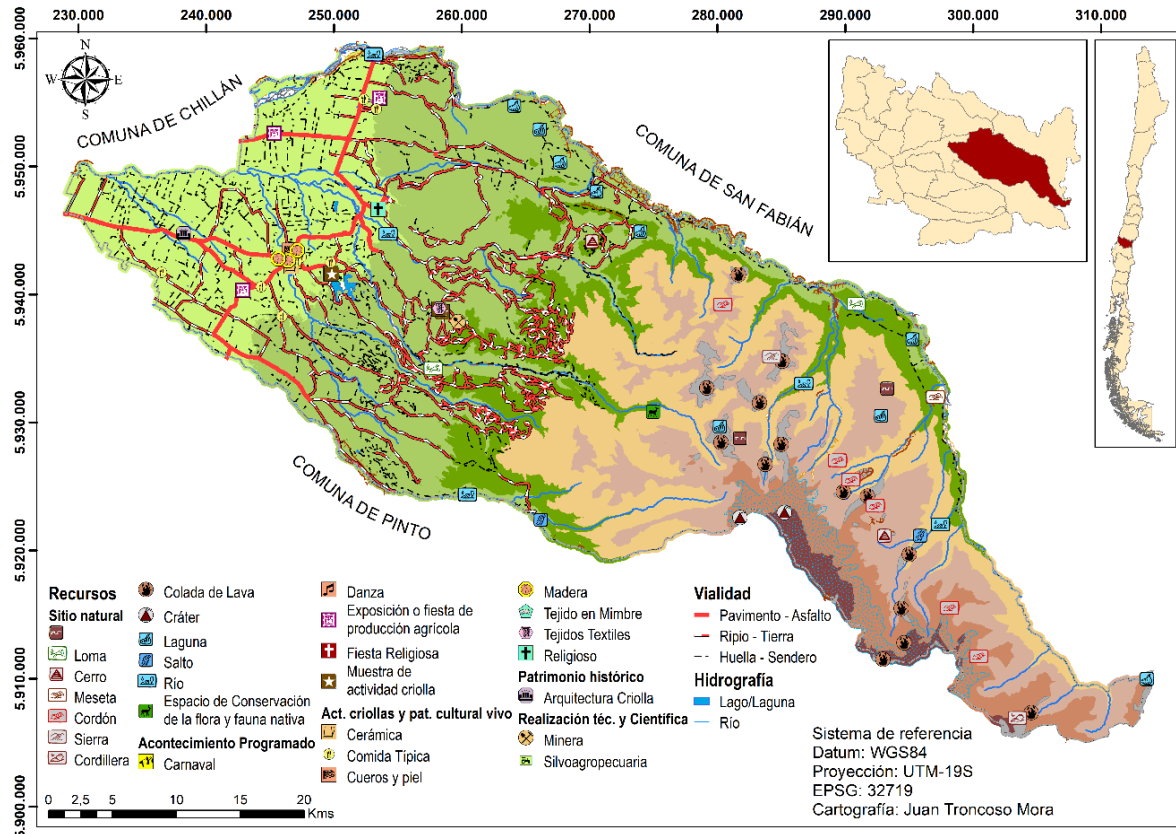 230.000 240.000 250.000 260.000 270.000 280.000 290.000 300.000 310.000
5.960.000
5.950.000
5.940.000
5.930.000
5.920.000
5.910.000
5.900.000
N
W E
S
COMUNA DE CHILLÁN
COMUNA DE SAN FABIÁN
COMUNA DE PINTO
Recursos
Sitio natural
Loma
Cerro
Meseta
Cordón
Sierra
Cordillera
Colada de Lava
Cráter
Laguna
Salto
Río
Espacio de Conservación
de la flora y fauna nativa
Acontecimiento Programado
Carnaval
Danza
Exposición o fiesta de
producción agrícola
Fiesta Religiosa
Muestra de
actividad criolla
Act. criollas y pat. cultural vivo
Cerámica
Comida Típica
Cueros y piel
Madera
Tejido en Mimbre
Tejidos Textiles
Religioso
Patrimonio histórico
Arquitectura Criolla
Realización téc. y Científica
Minera
Silvoagropecuaria
Vialidad
Pavimento - Asfalto
Ripio - Tierra
Huella - Sendero
Hidrografía
Lago/Laguna
Río
Sistema de referencia
Datum: WGS84
Proyección: UTM-19S
EPSG: 32719
Cartografía: Juan Troncoso Mora
0 2,5 5 10 15 20
Kms